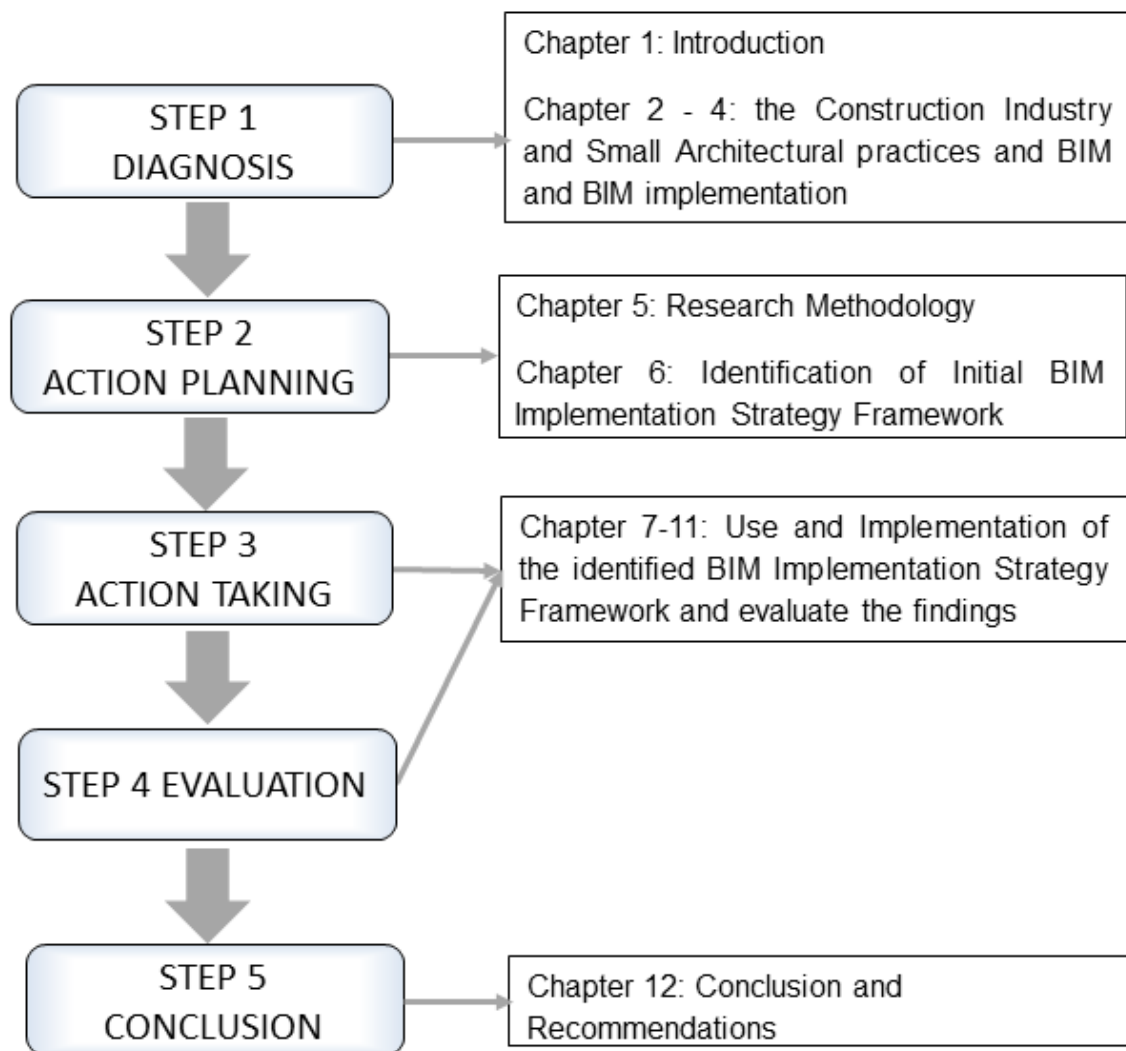 STEP 1
DIAGNOSIS
Chapter 1: Introduction
Chapter 2 - 4: the Construction Industry
and Small Architectural practices and BIM
and BIM implementation
STEP 2
ACTION PLANNING
Chapter 5: Research Methodology
Chapter 6: Identification of Initial BIM
Implementation Strategy Framework
STEP 3
ACTION TAKING
Chapter 7-11: Use and Implementation of
the identified BIM Implementation Strategy
Framework and evaluate the findings
STEP 4 EVALUATION
STEP 5
CONCLUSION
Chapter 12: Conclusion and
Recommendations